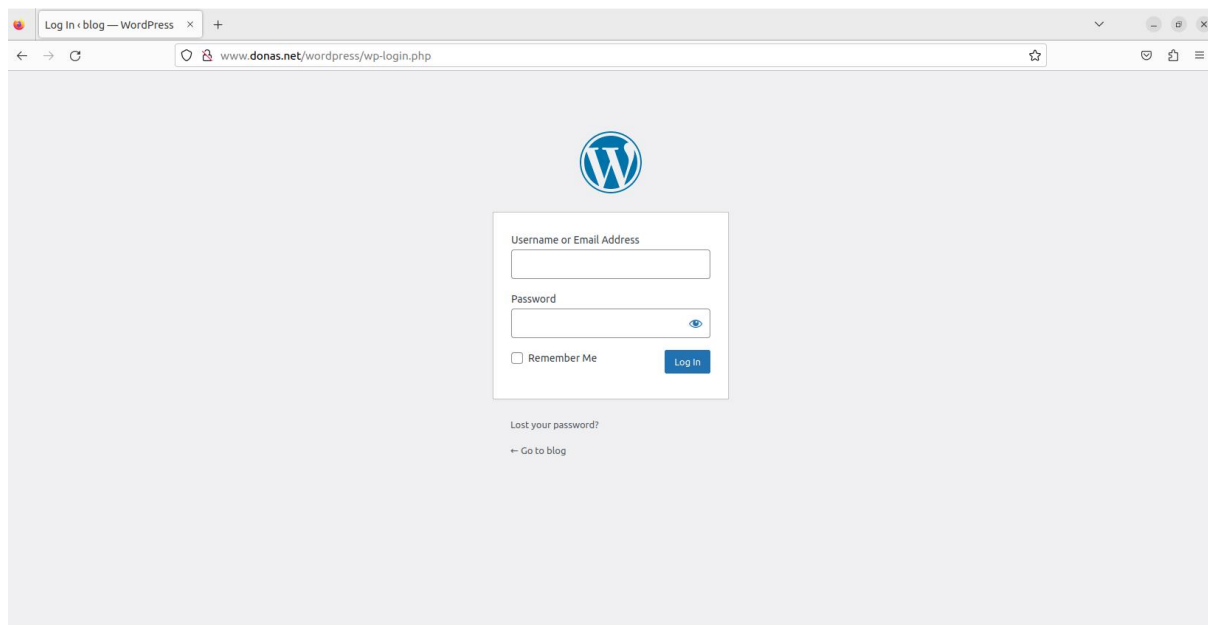 Log In ‹ blog — WordPress
www.donas.net/wordpress/wp-login.php
Username or Email Address
Password
Remember Me
Log In
Lost your password?
← Go to blog